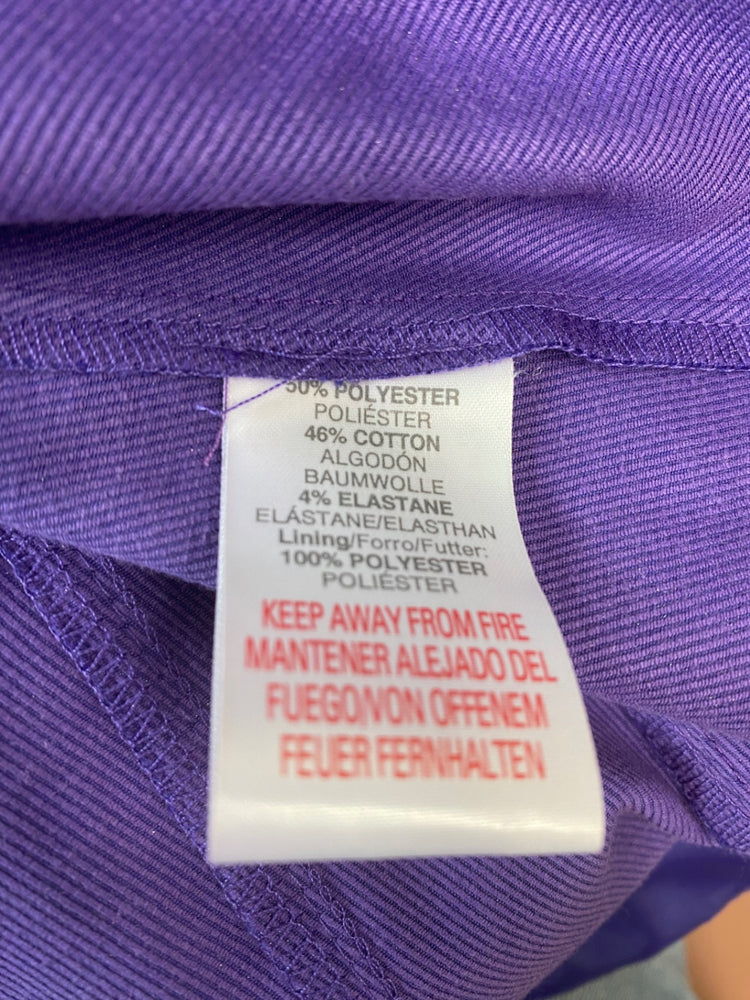 50% POLYESTER
POLIÉSTER
46% COTTON
ALGODÓN
BAUMWOLLE
4% ELASTANE
ELÁSTANE/ELASTHAN
Lining/Forro/Futter:
100% POLYESTER
POLIÉSTER
KEEP AWAY FROM FIRE
MANTENER ALEJADO DEL
FUEGO/VON OFFENEM
FEUER FERNHALTEN